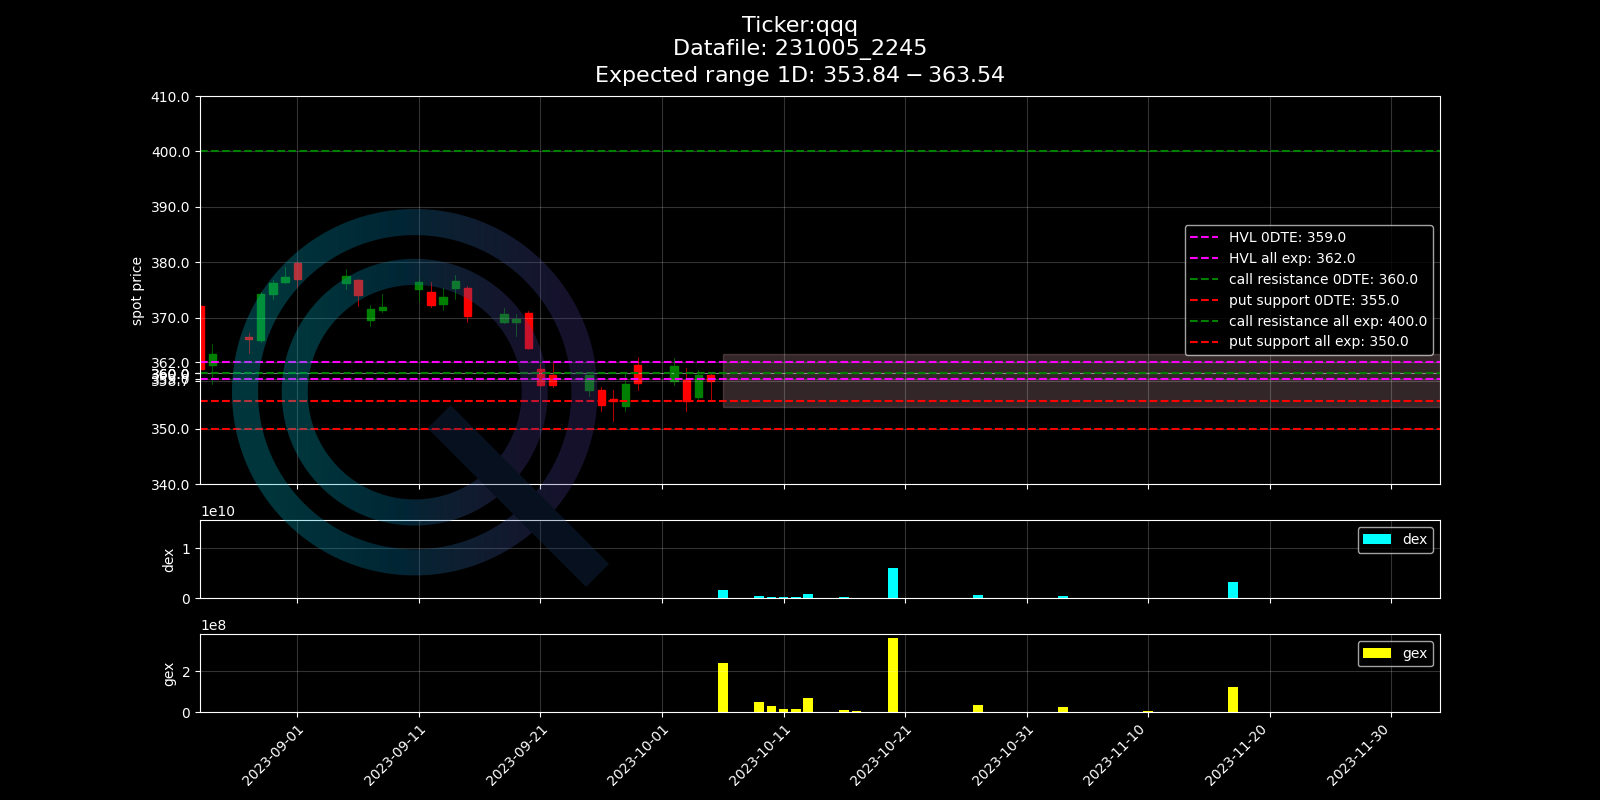 Ticker:qqq
Datafile: 231005_2245
Expected range 1D: 353.84 − 363.54
410.0
400.0
390.0
380.0
370.0
362.0
360.0
350.0
340.0
spot price
HVL 0DTE: 359.0
HVL all exp: 362.0
call resistance 0DTE: 360.0
put support 0DTE: 355.0
call resistance all exp: 400.0
put support all exp: 350.0
1e10
1
0
dex
dex
1e8
2
0
gex
gex
2023-09-01
2023-09-11
2023-09-21
2023-10-01
2023-10-11
2023-10-21
2023-10-31
2023-11-10
2023-11-20
2023-11-30